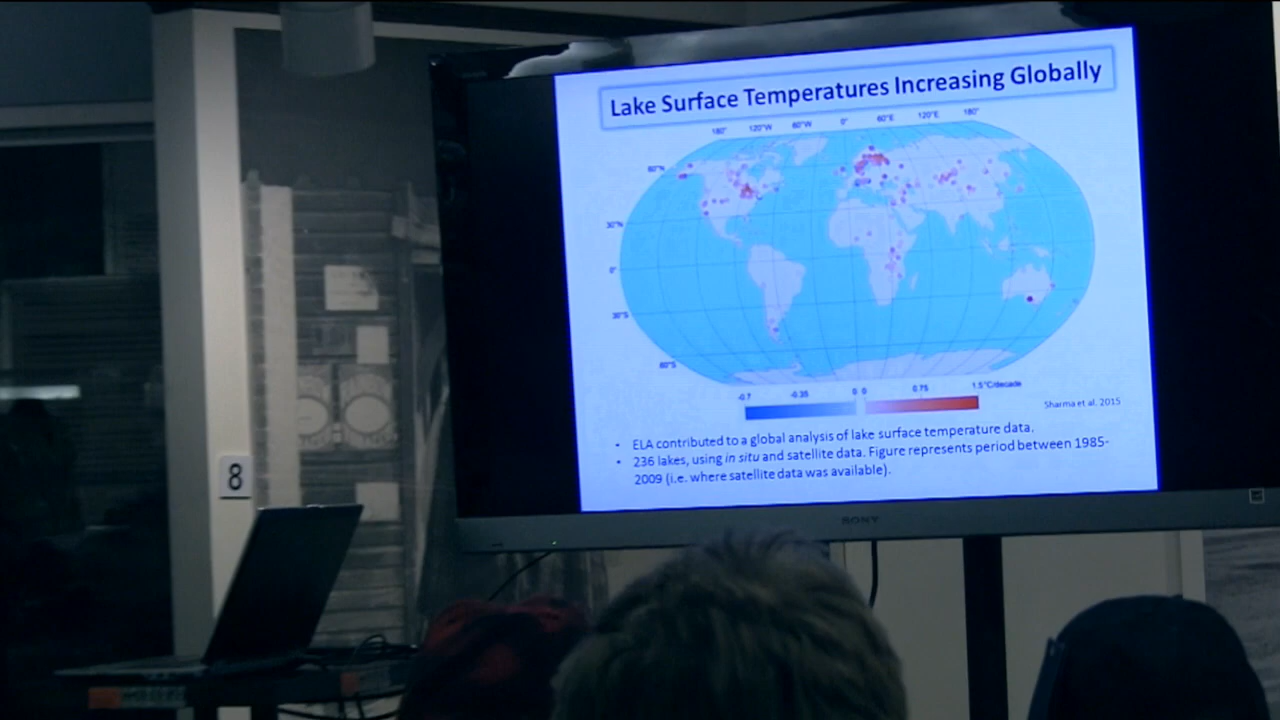 Lake Surface Temperatures Increasing Globally
180° 120°W 60°W 0° 60°E 120°E 180°
60°N
30°N
0°
30°S
60°S
-0.7 -0.35 0 0 0.75 1.5°C/decade
Sharma et al. 2015
• ELA contributed to a global analysis of lake surface temperature data.
• 236 lakes, using in situ and satellite data. Figure represents period between 1985-
2009 (i.e. where satellite data was available).
8
SONY